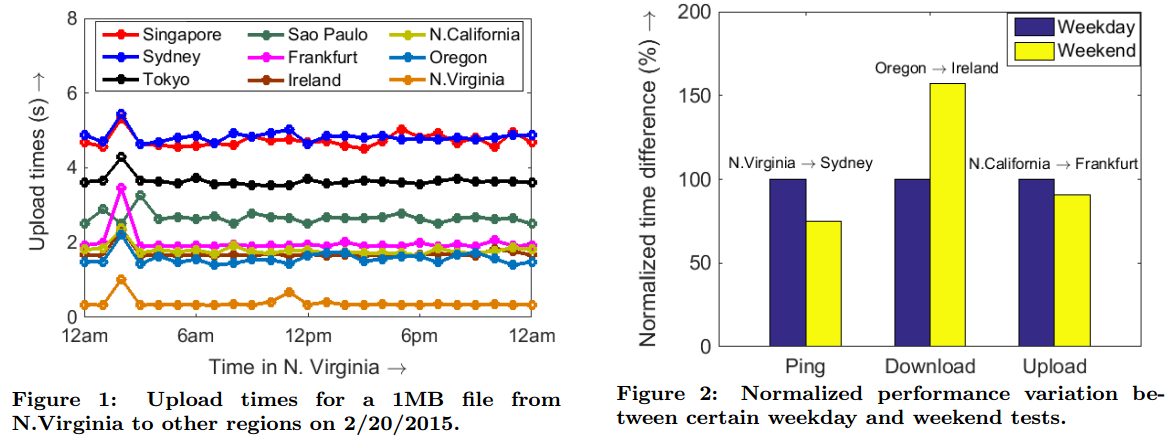 Upload times (s) →
8
6
4
2
0
Singapore
Sydney
Tokyo
Sao Paulo
Frankfurt
Ireland
N.California
Oregon
N.Virginia
12am
6am
12pm
6pm
12am
Time in N. Virginia →
Figure 1: Upload times for a 1MB file from
N.Virginia to other regions on 2/20/2015.
Normalized time difference (%) →
200
150
100
50
0
Weekday
Weekend
Oregon → Ireland
N.Virginia → Sydney
N.California → Frankfurt
Ping
Download
Upload
Figure 2: Normalized performance variation be-
tween certain weekday and weekend tests.